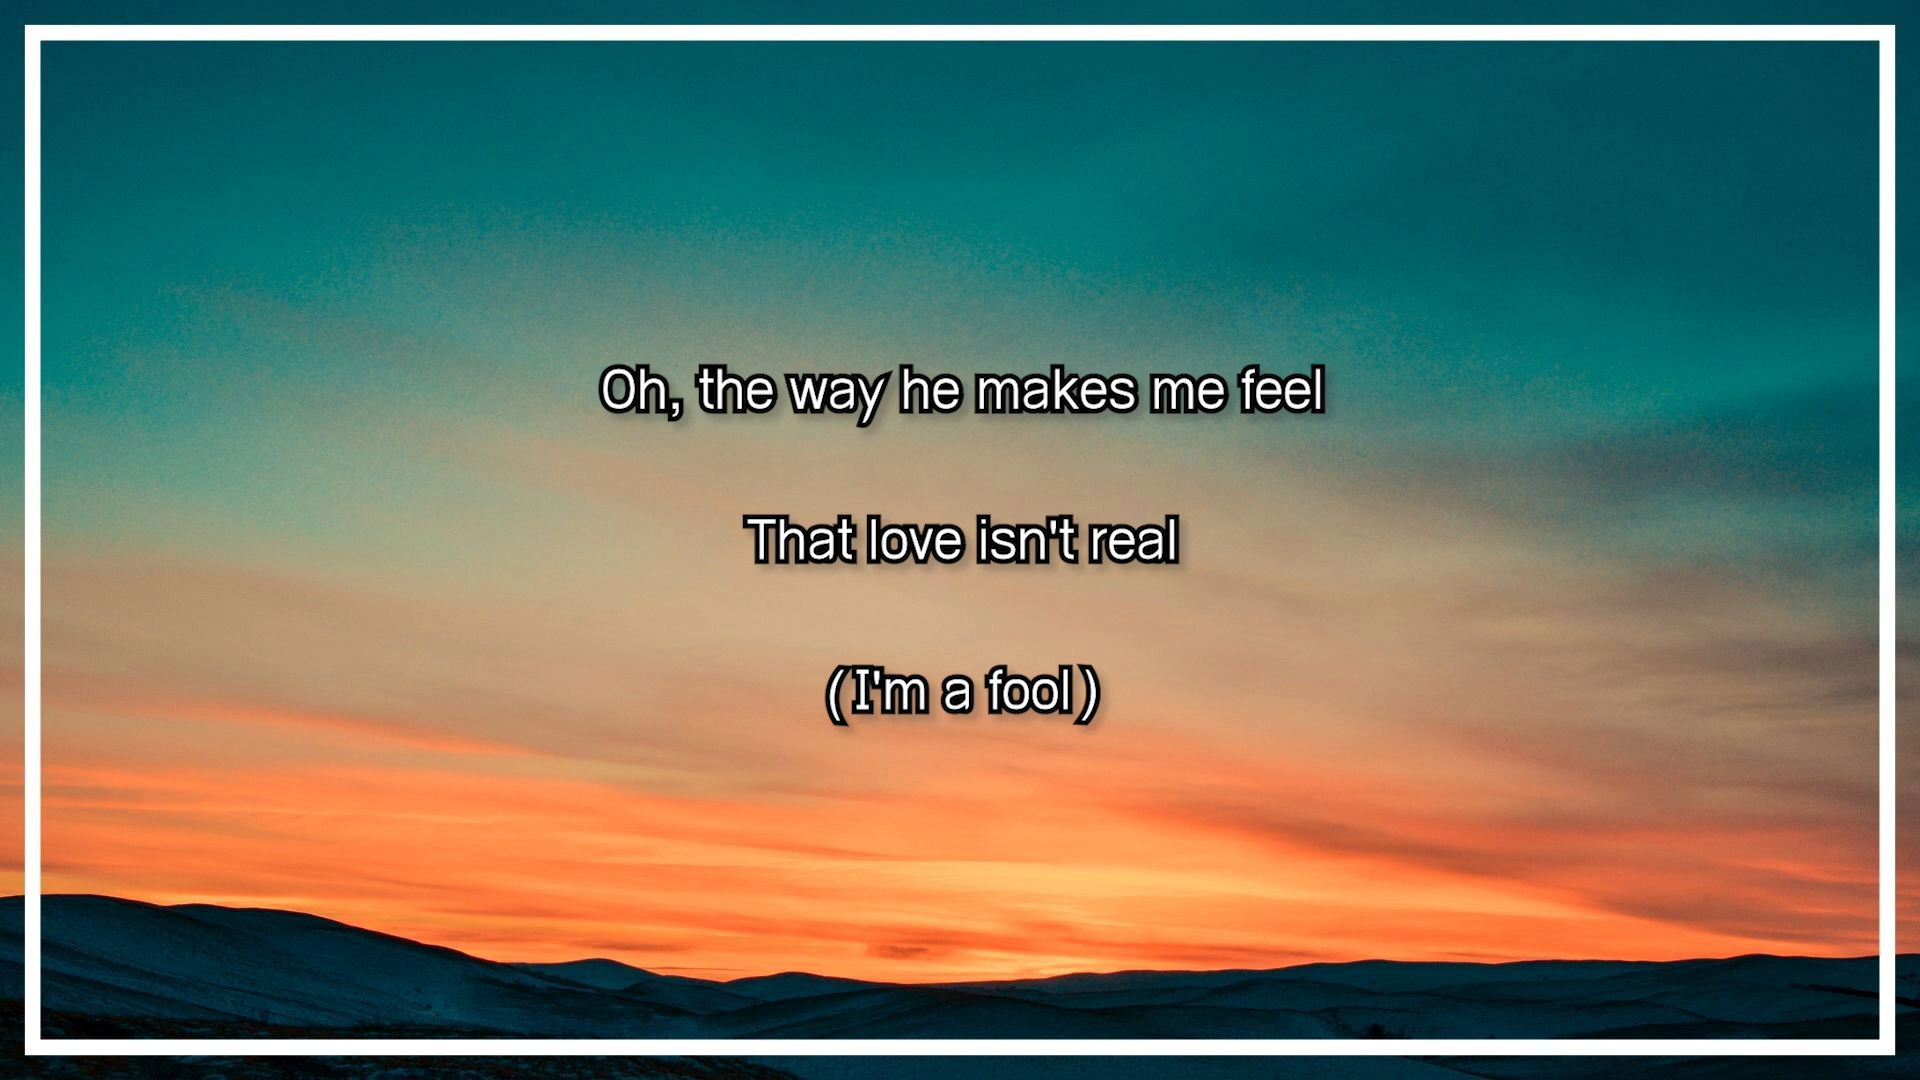 Oh, the way he makes me feel
That love isn't real
(I'm a fool)